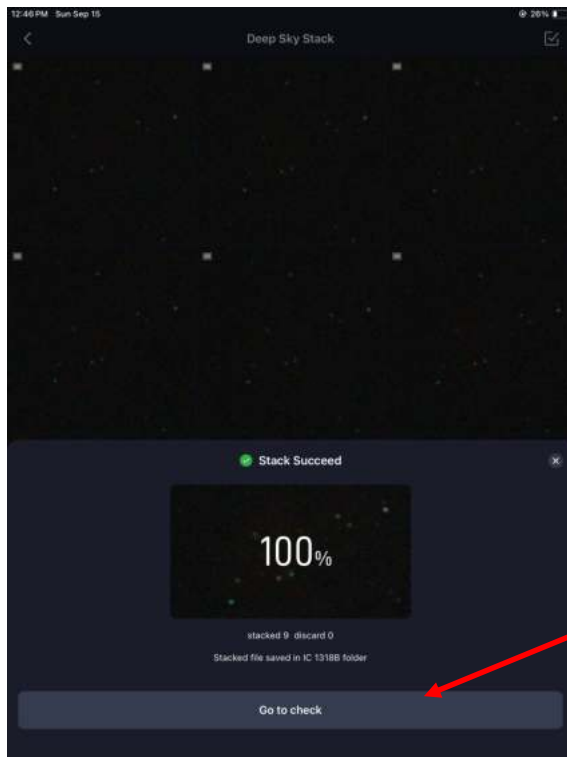 12:46 PM Sun Sep 15
26%
Deep Sky Stack
Stack Succeed
100%
stacked 9 discard 0
Stacked file saved in IC 1318B folder
Go to check